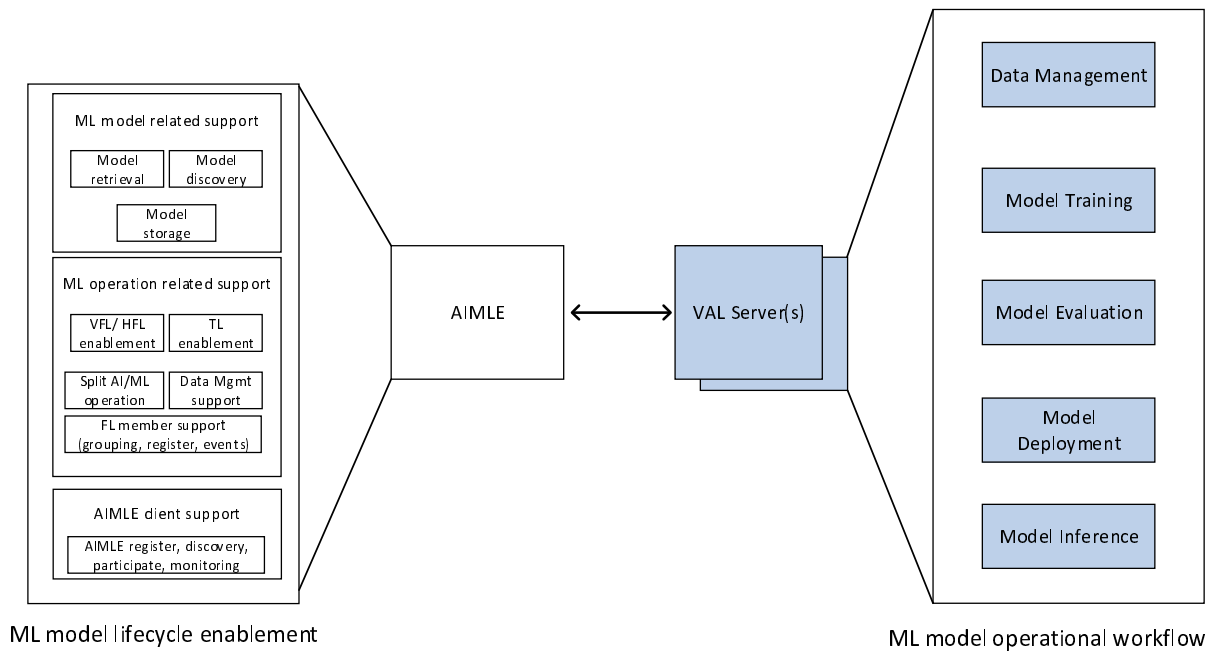 ML model related support
Model
retrieval
Model
discovery
Model
storage
ML operation related support
VFL/ HFL
enablement
TL
enablement
Split AI/ML
operation
Data Mgmt
support
FL member support
(grouping, register, events)
AIMLE client support
AIMLE register, discovery,
participate, monitoring
ML model lifecycle enablement
AIMLE
VAL Server(s)
Data Management
Model Training
Model Evaluation
Model
Deployment
Model Inference
ML model operational workflow